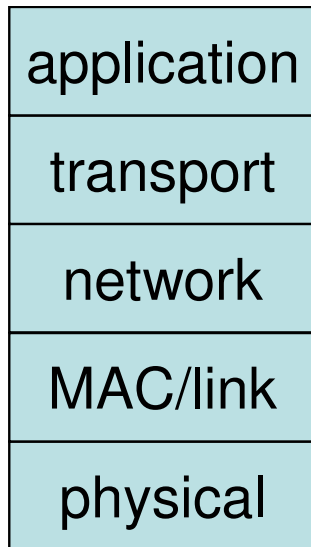 application
transport
network
MAC/link
physical